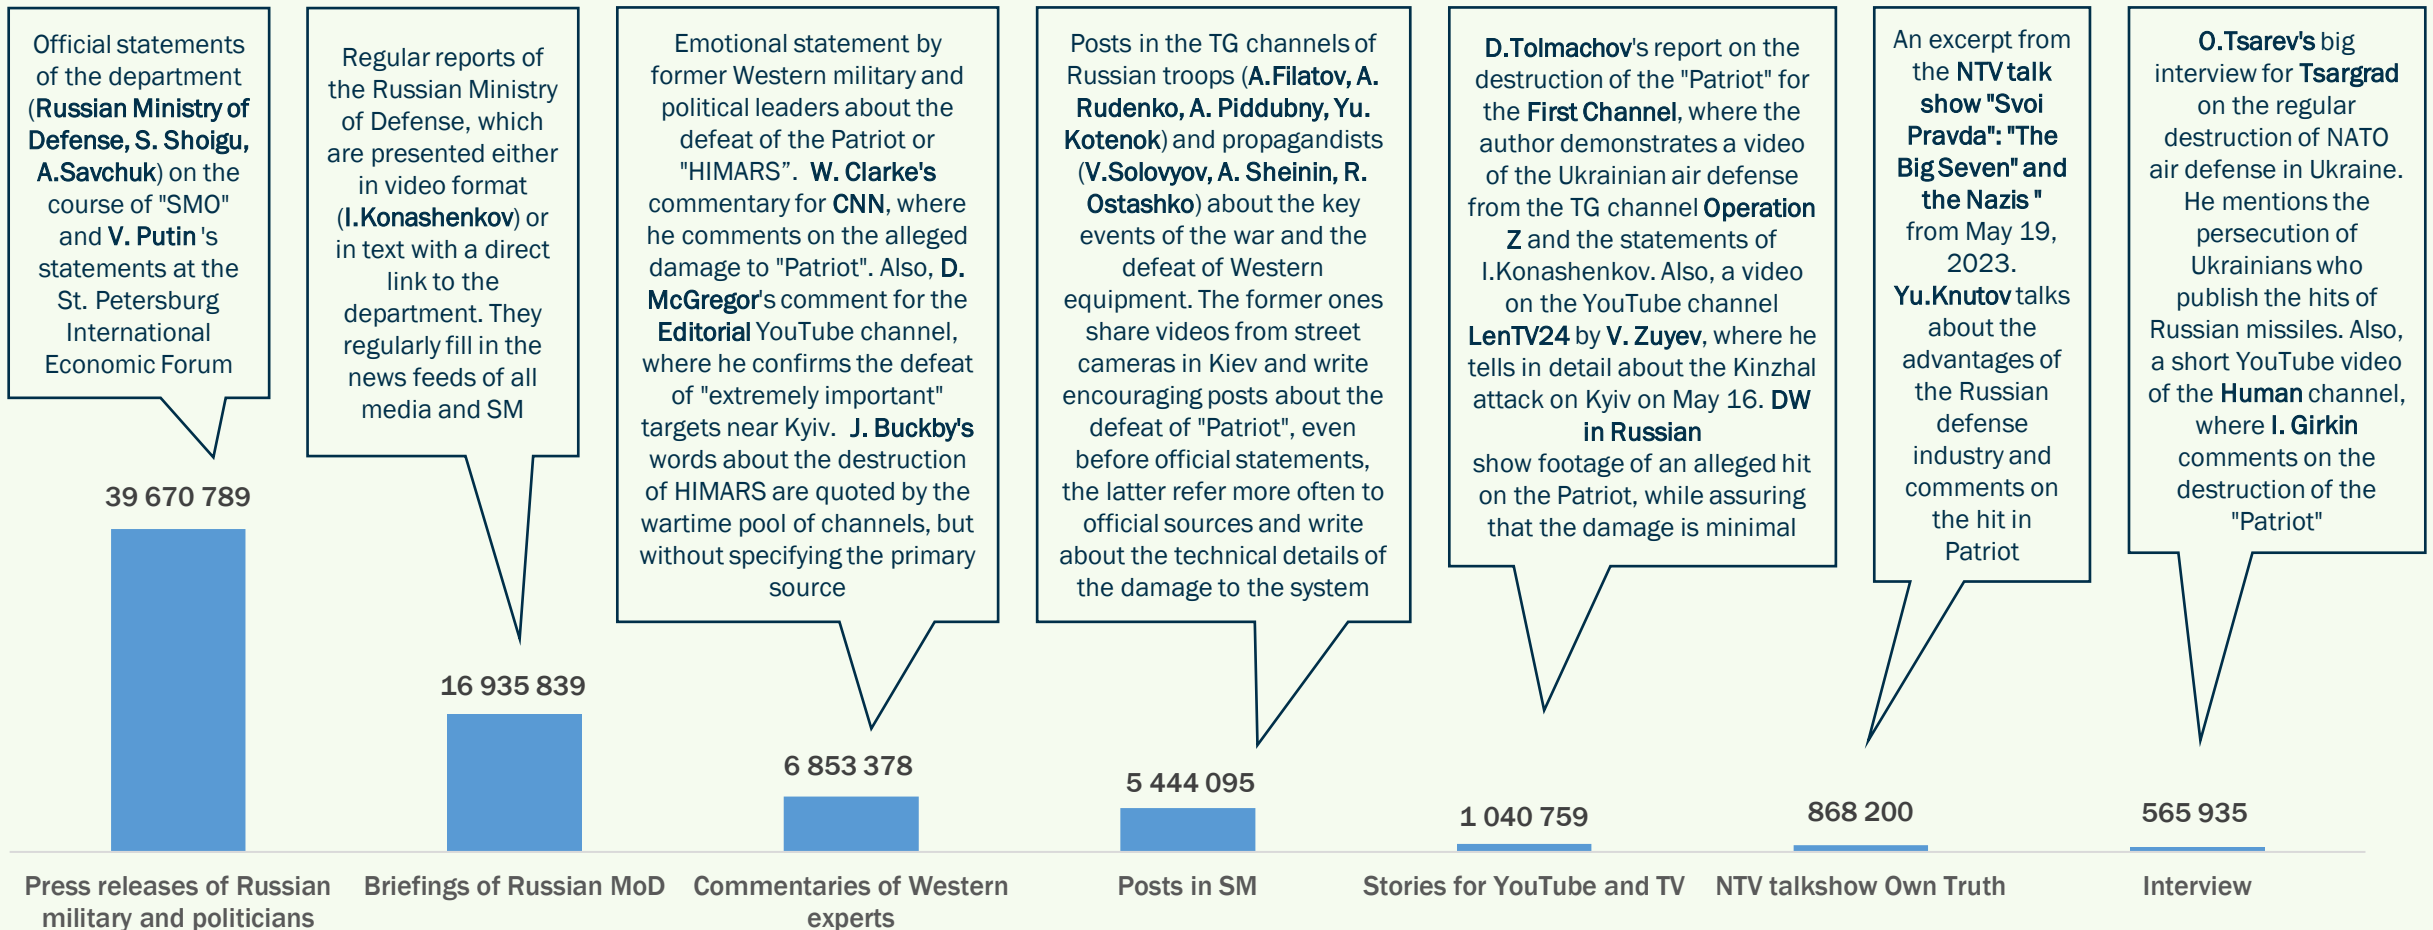 Official statements
of the department
(Russian Ministry of
Defense, S. Shoigu,
A.Savchuk) on the
course of "SMO"
and V. Putin 's
statements at the
St. Petersburg
International
Economic Forum
Regular reports of
the Russian Ministry
of Defense, which
are presented either
in video format
(I.Konashenkov) or
in text with a direct
link to the
department. They
regularly fill in the
news feeds of all
media and SM
Emotional statement by
former Western military and
political leaders about the
defeat of the Patriot or
"HIMARS”. W. Clarke's
commentary for CNN, where
he comments on the alleged
damage to "Patriot". Also, D.
McGregor's comment for the
Editorial YouTube channel,
where he confirms the defeat
of "extremely important"
targets near Kyiv. J. Buckby's
words about the destruction
of HIMARS are quoted by the
wartime pool of channels, but
without specifying the primary
source
Posts in the TG channels of
Russian troops (A.Filatov, A.
Rudenko, A. Piddubny, Yu.
Kotenok) and propagandists
(V.Solovyov, A. Sheinin, R.
Ostashko) about the key
events of the war and the
defeat of Western
equipment. The former ones
share videos from street
cameras in Kiev and write
encouraging posts about the
defeat of "Patriot", even
before official statements,
the latter refer more often to
official sources and write
about the technical details of
the damage to the system
D.Tolmachov's report on the
destruction of the "Patriot" for
the First Channel, where the
author demonstrates a video
of the Ukrainian air defense
from the TG channel Operation
Z and the statements of
I.Konashenkov. Also, a video
on the YouTube channel
LenTV24 by V. Zuyev, where he
tells in detail about the Kinzhal
attack on Kyiv on May 16. DW
in Russian
show footage of an alleged hit
on the Patriot, while assuring
that the damage is minimal
An excerpt from
the NTV talk
show "Svoi
Pravda": "The
Big Seven" and
the Nazis "
from May 19,
2023.
Yu.Knutov talks
about the
advantages of
the Russian
defense
industry and
comments on
the hit in
Patriot
O.Tsarev's big
interview for Tsargrad
on the regular
destruction of NATO
air defense in Ukraine.
He mentions the
persecution of
Ukrainians who
publish the hits of
Russian missiles. Also,
a short YouTube video
of the Human channel,
where I. Girkin
comments on the
destruction of the
"Patriot"
39 670 789
16 935 839
6 853 378
5 444 095
1 040 759
868 200
565 935
Press releases of Russian
military and politicians
Briefings of Russian MoD
Commentaries of Western
experts
Posts in SM
Stories for YouTube and TV
NTV talkshow Own Truth
Interview